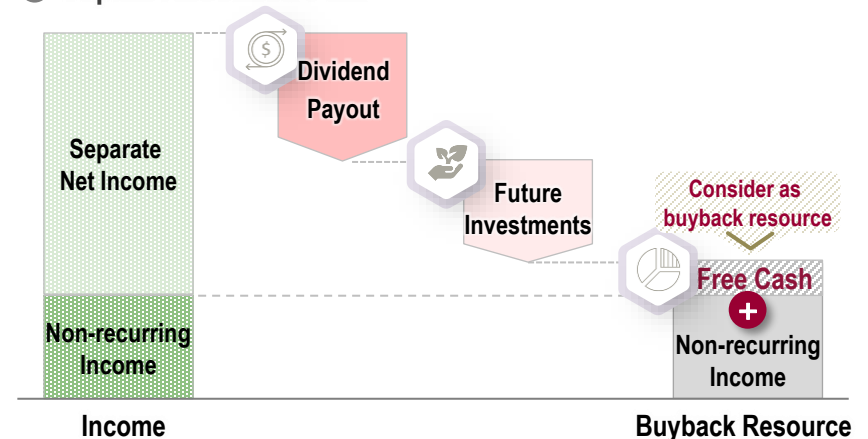 Separate
Net Income
Non-recurring
Income
$
Dividend
Payout
Future
Investments
Consider as
buyback resource
Free Cash
+
Non-recurring
Income
Income
Buyback Resource